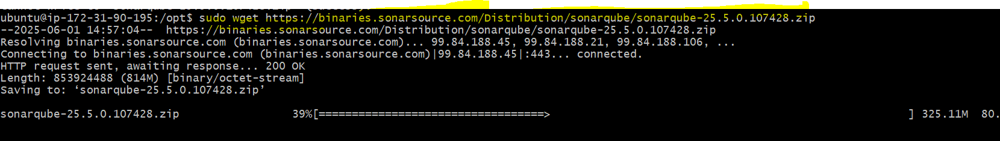 ubuntu@ip-172-31-90-195:/opt$ sudo wget https://binaries.sonarsource.com/Distribution/sonarqube/sonarqube-25.5.0.107428.zip
--2025-06-01 14:57:04--  https://binaries.sonarsource.com/Distribution/sonarqube/sonarqube-25.5.0.107428.zip
Resolving binaries.sonarsource.com (binaries.sonarsource.com)... 99.84.188.45, 99.84.188.21, 99.84.188.106, ...
Connecting to binaries.sonarsource.com (binaries.sonarsource.com)|99.84.188.45|:443... connected.
HTTP request sent, awaiting response... 200 OK
Length: 853924488 (814M) [binary/octet-stream]
Saving to: ‘sonarqube-25.5.0.107428.zip’
sonarqube-25.5.0.107428.zip 39%[==================================> ] 325.11M 80.